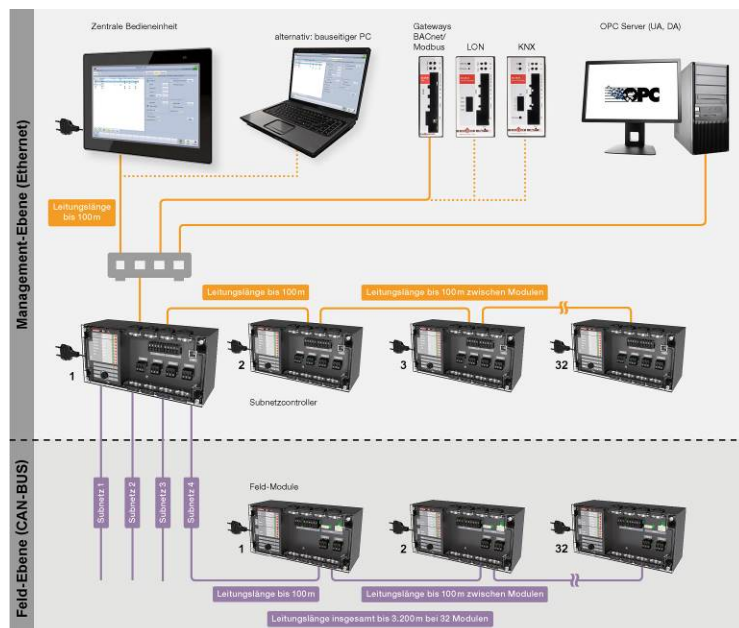 Zentrale Bedieneinheit
alternativ: bauseitiger PC
Gateways
BACnet/
Modbus
LON
KNX
OPC Server (UA, DA)
OPC
Management-Ebene (Ethernet)
Leitungslänge
bis 100 m
Leitungslänge bis 100 m
Leitungslänge bis 100 m zwischen Modulen
1
2
3
32
Subnetzcontroller
Feld-Ebene (CAN-BUS)
Subnetz 1
Subnetz 2
Subnetz 3
Subnetz 4
Feld-Module
1
2
32
Leitungslänge bis 100 m
Leitungslänge bis 100 m zwischen Modulen
Leitungslänge insgesamt bis 3.200 m bei 32 Modulen